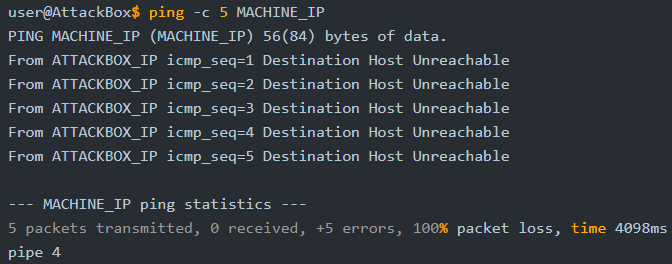 user@AttackBox$ ping -c 5 MACHINE_IP
PING MACHINE_IP (MACHINE_IP) 56(84) bytes of data.
From ATTACKBOX_IP icmp_seq=1 Destination Host Unreachable
From ATTACKBOX_IP icmp_seq=2 Destination Host Unreachable
From ATTACKBOX_IP icmp_seq=3 Destination Host Unreachable
From ATTACKBOX_IP icmp_seq=4 Destination Host Unreachable
From ATTACKBOX_IP icmp_seq=5 Destination Host Unreachable
--- MACHINE_IP ping statistics ---
5 packets transmitted, 0 received, +5 errors, 100% packet loss, time 4098ms
pipe 4